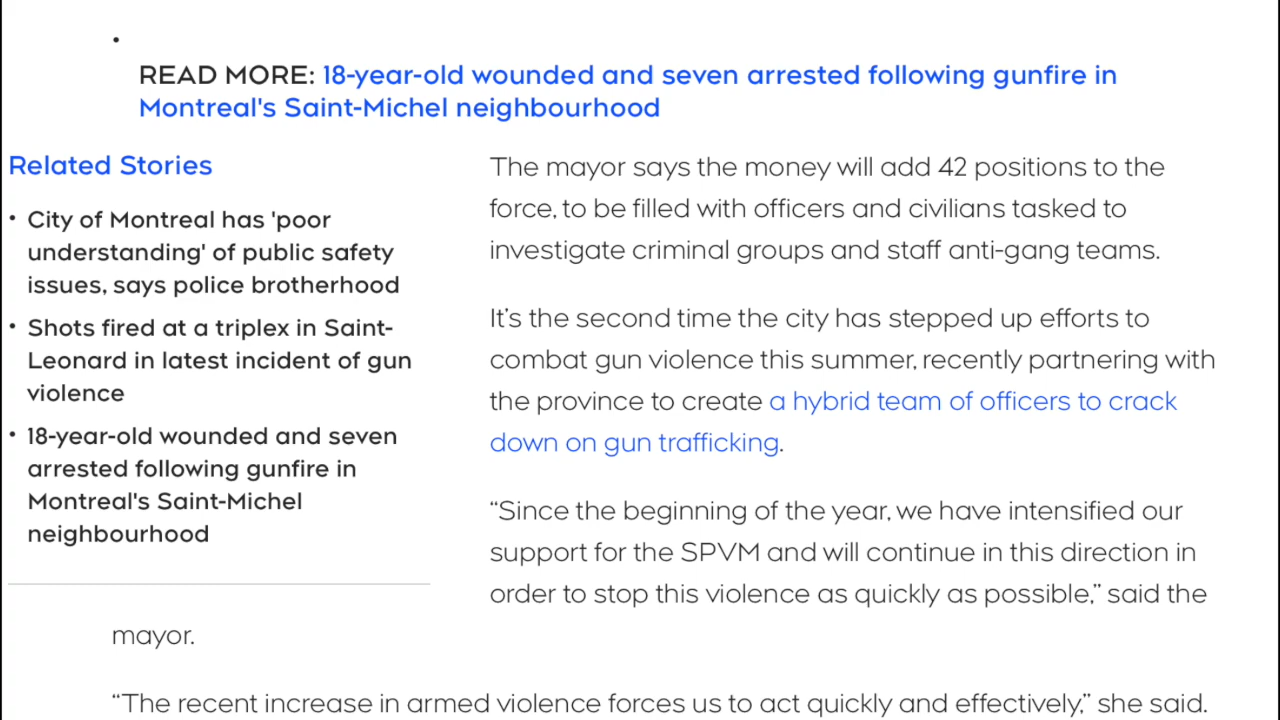 READ MORE: 18-year-old wounded and seven arrested following gunfire in
Montreal's Saint-Michel neighbourhood
Related Stories
• City of Montreal has 'poor
understanding' of public safety
issues, says police brotherhood
• Shots fired at a triplex in Saint-
Leonard in latest incident of gun
violence
• 18-year-old wounded and seven
arrested following gunfire in
Montreal's Saint-Michel
neighbourhood
The mayor says the money will add 42 positions to the
force, to be filled with officers and civilians tasked to
investigate criminal groups and staff anti-gang teams.
It's the second time the city has stepped up efforts to
combat gun violence this summer, recently partnering with
the province to create a hybrid team of officers to crack
down on gun trafficking.
“Since the beginning of the year, we have intensified our
support for the SPVM and will continue in this direction in
order to stop this violence as quickly as possible,” said the
mayor.
“The recent increase in armed violence forces us to act quickly and effectively,” she said.